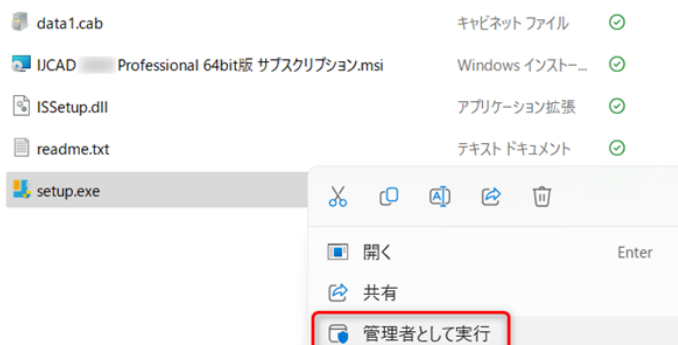 data1.cab キャビネット ファイル
IJCAD Professional 64bit版 サブスクリプション.msi Windows インストー...
ISSetup.dll アプリケーション拡張
readme.txt テキスト ドキュメント
setup.exe
開く Enter
共有
管理者として実行